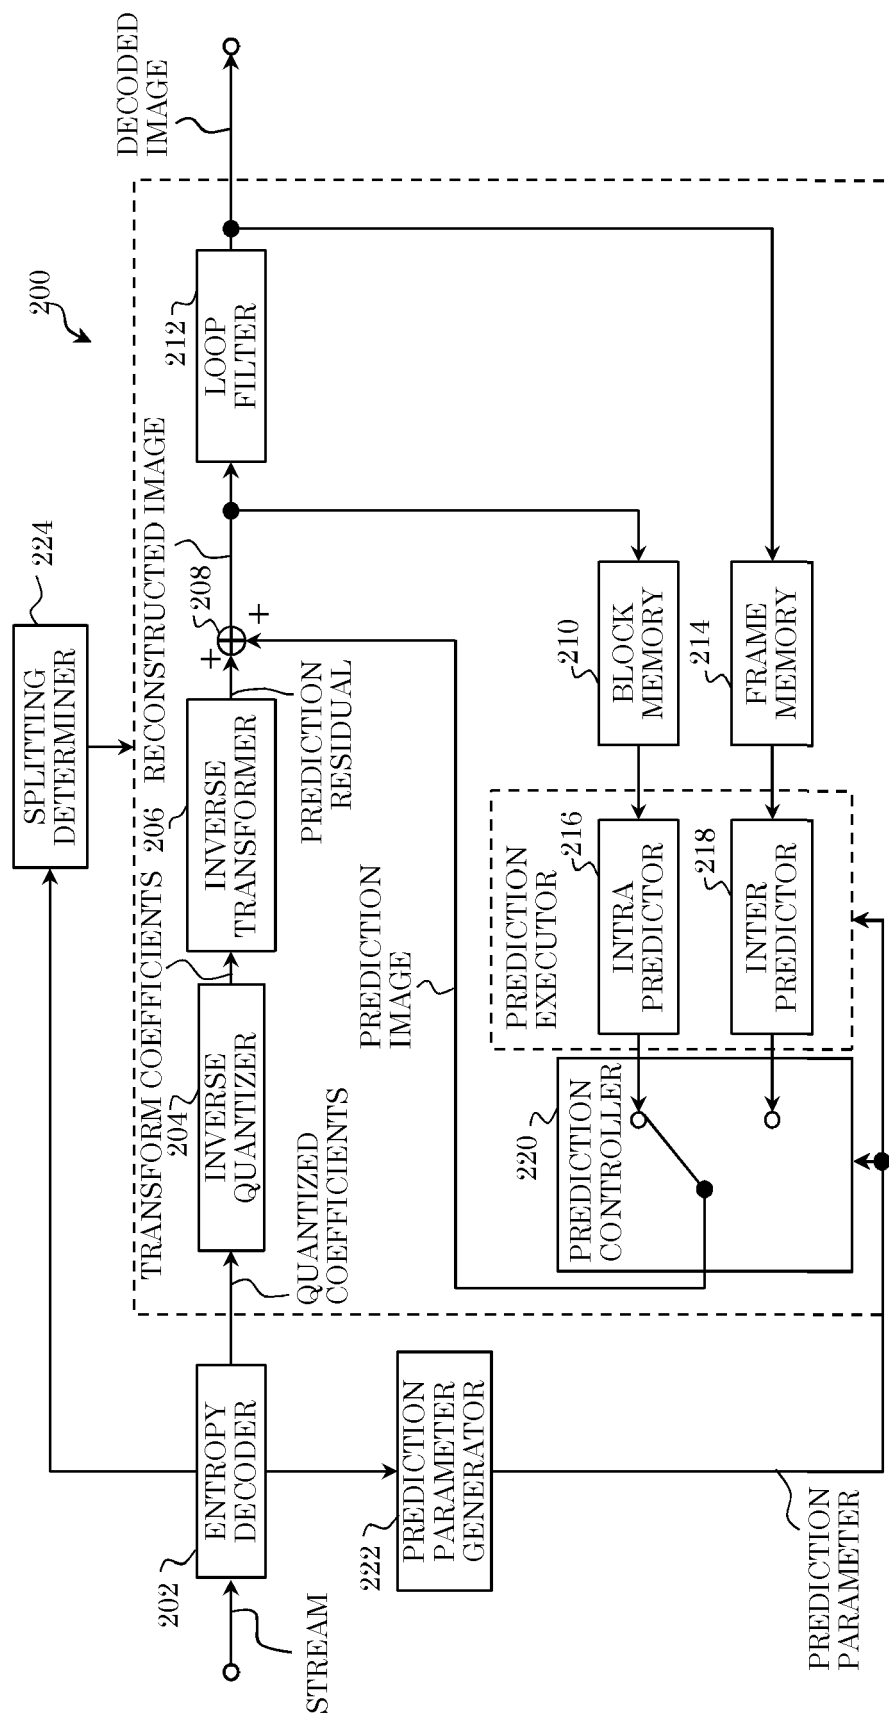 200
SPLITTING
DETERMINER
224
TRANSFORM COEFFICIENTS
206
RECONSTRUCTED IMAGE
DECODED
IMAGE
STREAM
202
ENTROPY
DECODER
QUANTIZED
COEFFICIENTS
204
INVERSE
QUANTIZER
INVERSE
TRANSFORMER
PREDICTION
RESIDUAL
+
+
208
212
LOOP
FILTER
222
PREDICTION
PARAMETER
GENERATOR
PREDICTION
IMAGE
220
PREDICTION
CONTROLLER
PREDICTION
EXECUTOR
216
INTRA
PREDICTOR
218
INTER
PREDICTOR
210
BLOCK
MEMORY
214
FRAME
MEMORY
PREDICTION
PARAMETER